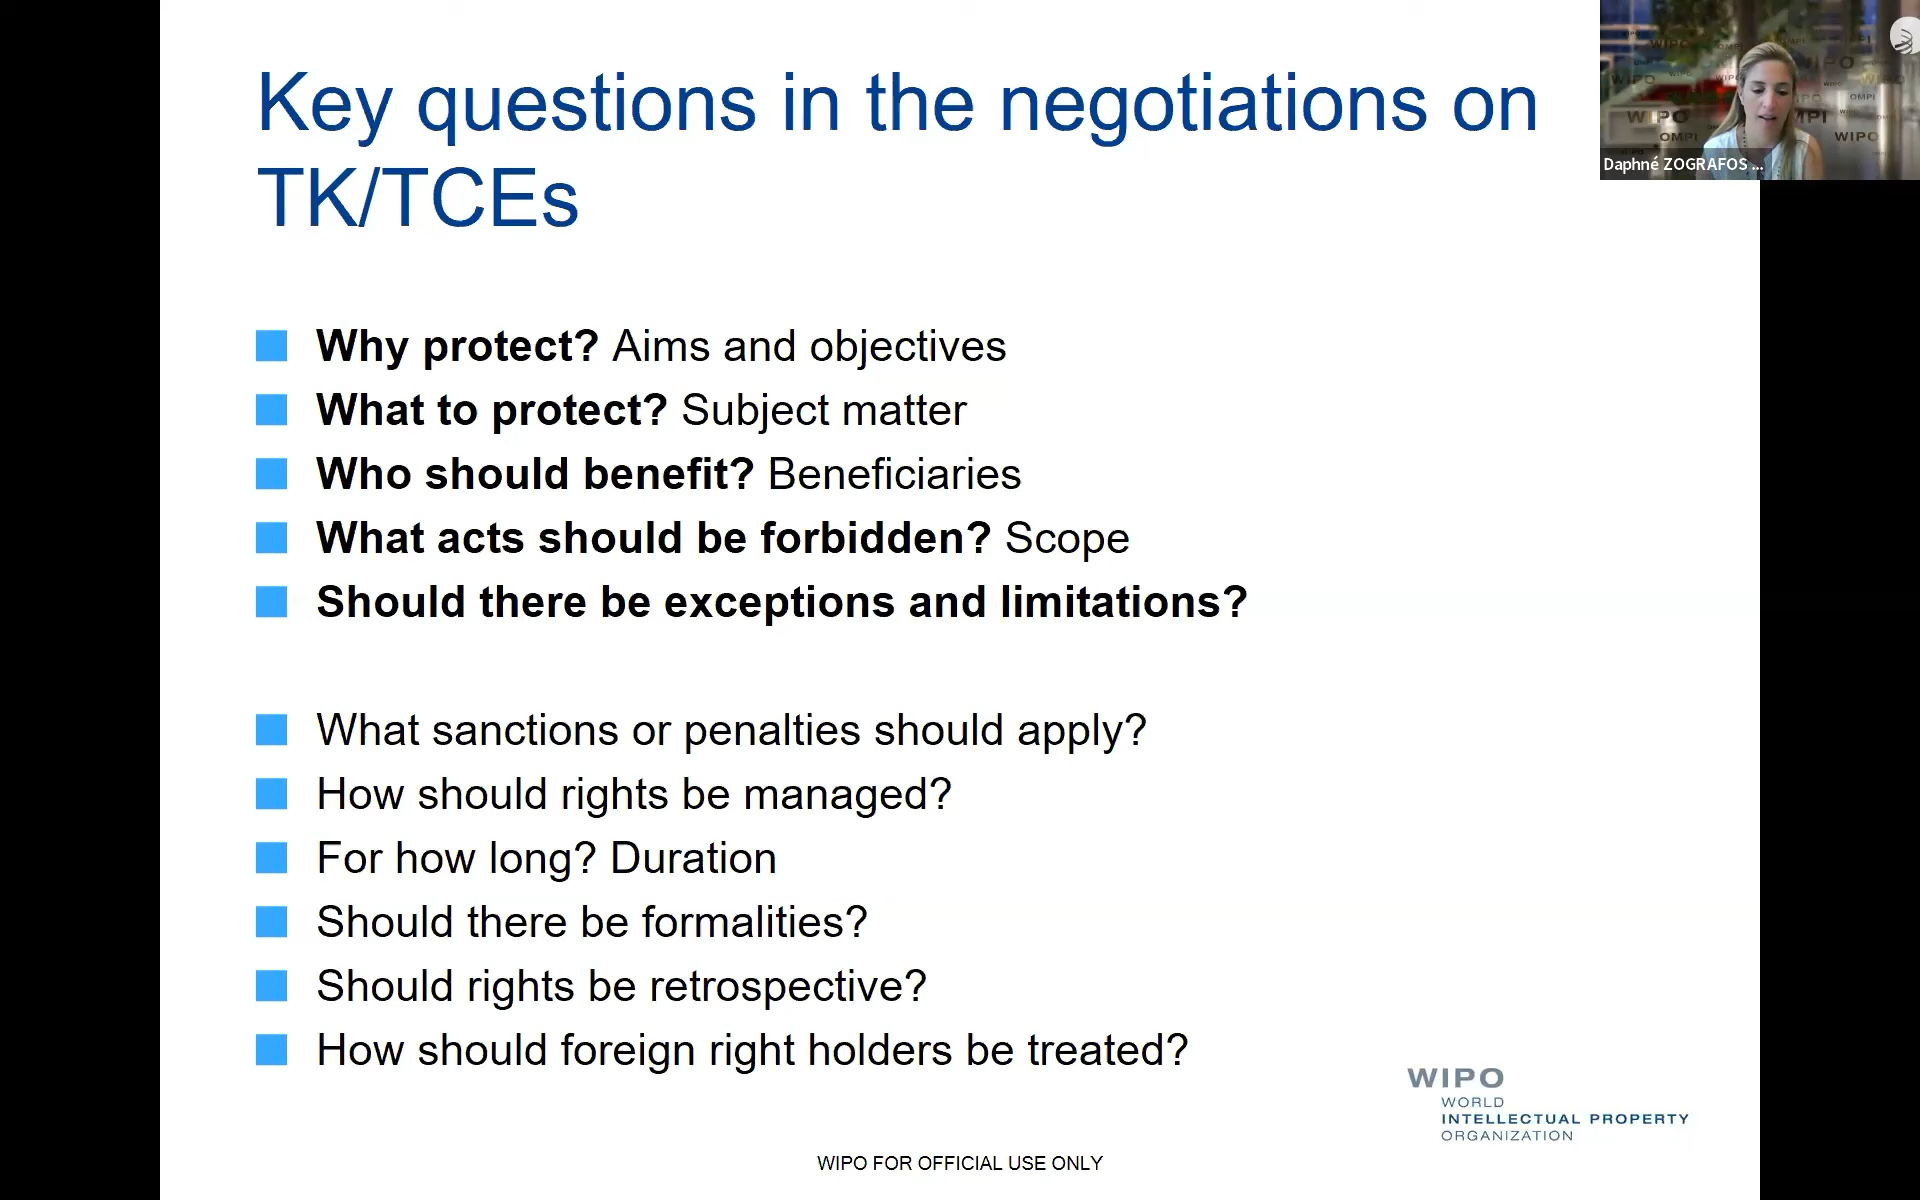 Key questions in the negotiations on
TK/TCEs
Why protect? Aims and objectives
What to protect? Subject matter
Who should benefit? Beneficiaries
What acts should be forbidden? Scope
Should there be exceptions and limitations?
What sanctions or penalties should apply?
How should rights be managed?
For how long? Duration
Should there be formalities?
Should rights be retrospective?
How should foreign right holders be treated?
WIPO
WORLD
INTELLECTUAL PROPERTY
ORGANIZATION
WIPO FOR OFFICIAL USE ONLY
Daphné ZOGRAFOS ...
WIPO
OMPI
WIPO